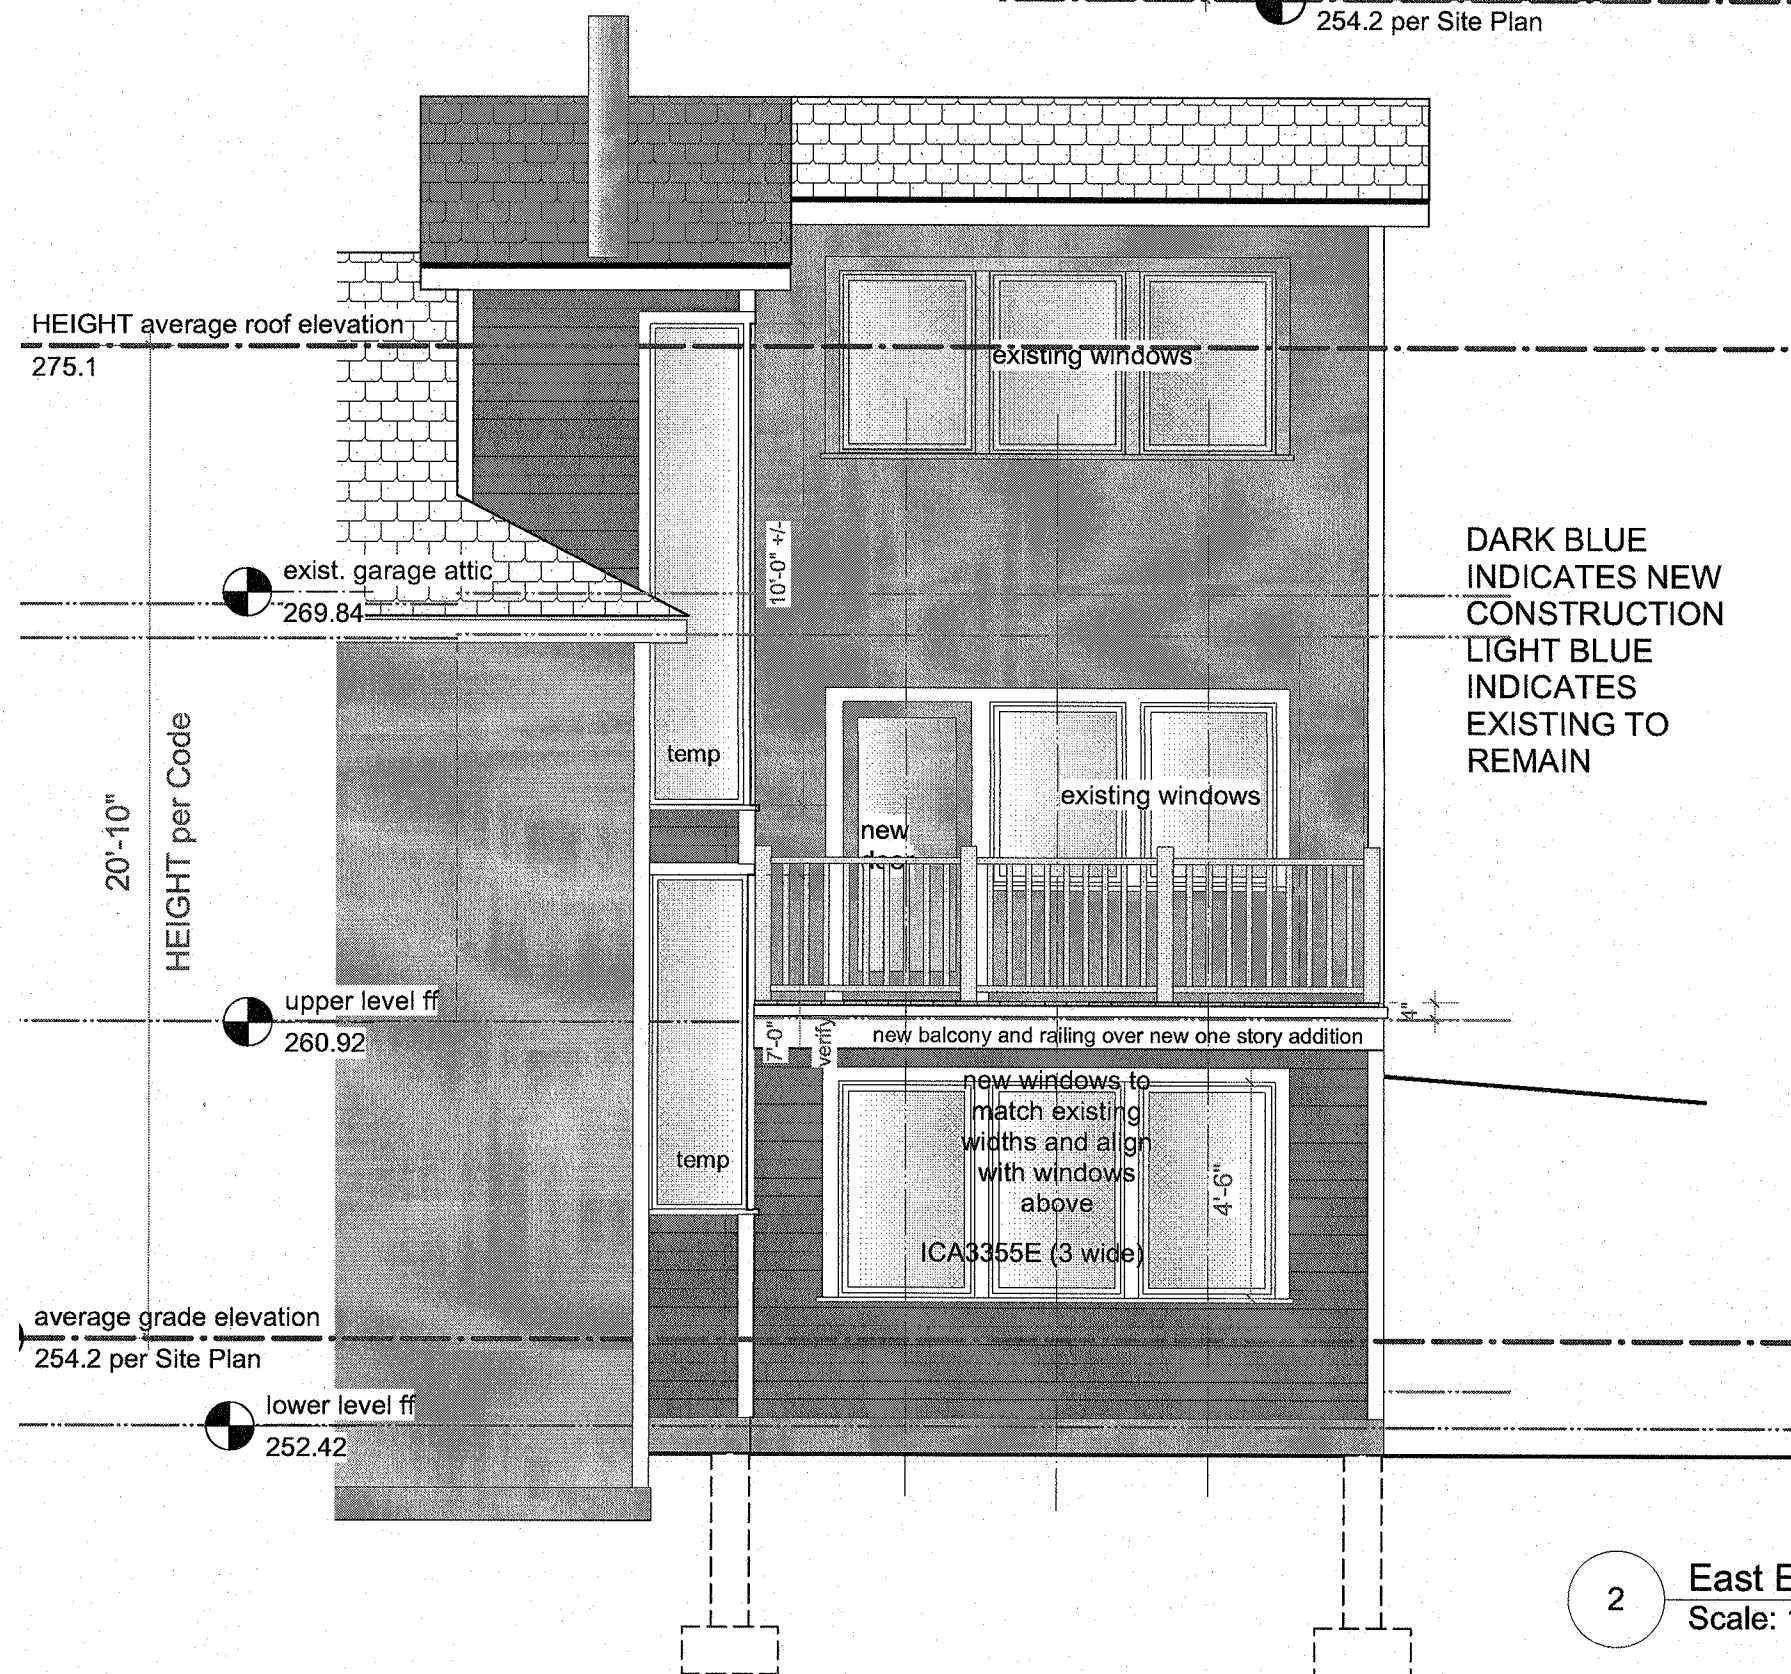 254.2 per Site Plan
HEIGHT average roof elevation
275.1
existing windows
10'-0" +/-
exist. garage attic
269.84
DARK BLUE
INDICATES NEW
CONSTRUCTION
LIGHT BLUE
INDICATES
EXISTING TO
REMAIN
temp
existing windows
new
door
20'-10"
HEIGHT per Code
upper level ff
260.92
4"
7'-0"
verify
new balcony and railing over new one story addition
new windows to
match existing
widths and align
with windows
above
ICA3355E (3 wide)
4'-6"
temp
average grade elevation
254.2 per Site Plan
lower level ff
252.42
2
East
Scale: